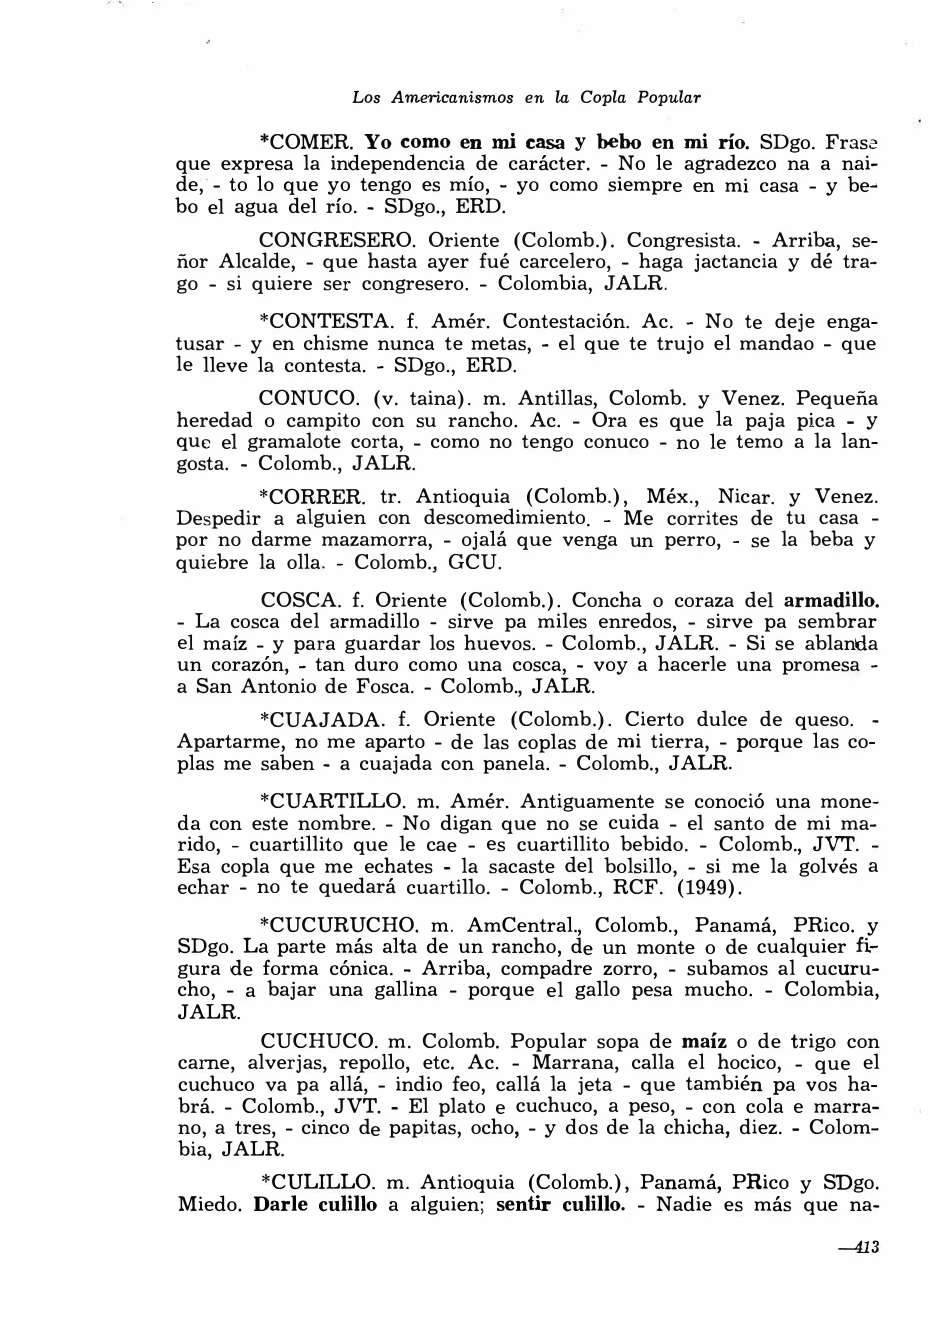 Los Americanismos en la Copla Popular
*COMER. Yo como en mi casa y bebo en mi río. SDgo. Frase
que expresa la independencia de carácter. - No le agradezco na a nai-
de, - to lo que yo tengo es mío, - yo como siempre en mi casa - y be-
bo el agua del río. - SDgo., ERD.
CONGRESERO. Oriente (Colomb.). Congresista. - Arriba, se-
ñor Alcalde, - que hasta ayer fué carcelero, - haga jactancia y dé tra-
go - si quiere ser congresero. - Colombia, JALR.
*CONTESTA. f. Amér. Contestación. Ac. - No te deje enga-
tusar - y en chisme nunca te metas, - el que te trujo el mandao - que
le lleve la contesta. - SDgo., ERD.
CONUCO. (v. taina). m. Antillas, Colomb. y Venez. Pequeña
heredad o campito con su rancho. Ac. - Ora es que la paja pica - y
que el gramalote corta, - como no tengo conuco - no le temo a la lan-
gosta. - Colomb., JALR.
*CORRER. tr. Antioquia (Colomb.), Méx., Nicar. y Venez.
Despedir a alguien con descomedimiento. - Me corrites de tu casa -
por no darme mazamorra, - ojalá que venga un perro, - se la beba y
quiebre la olla. - Colomb., GCU.
COSCA. f. Oriente (Colomb.). Concha o coraza del armadillo.
- La cosca del armadillo - sirve pa miles enredos, - sirve pa sembrar
el maíz - y para guardar los huevos. - Colomb., JALR. - Si se ablanda
un corazón, - tan duro como una cosca, - voy a hacerle una promesa -
a San Antonio de Fosca. - Colomb., JALR.
*CUAJADA. f. Oriente (Colomb.). Cierto dulce de queso. -
Apartarme, no me aparto - de las coplas de mi tierra, - porque las co-
plas me saben - a cuajada con panela. - Colomb., JALR.
*CUARTILLO. m. Amér. Antiguamente se conoció una mone-
da con este nombre. - No digan que no se cuida - el santo de mi ma-
rido, - cuartillito que le cae - es cuartillito bebido. - Colomb., JVT. -
Esa copla que me echates - la sacaste del bolsillo, - si me la golvés a
echar - no te quedará cuartillo. - Colomb., RCF. (1949).
*CUCURUCHO. m. AmCentral., Colomb., Panamá, PRico. y
SDgo. La parte más alta de un rancho, de un monte o de cualquier fi-
gura de forma cónica. - Arriba, compadre zorro, - subamos al cucuru-
cho, - a bajar una gallina - porque el gallo pesa mucho. - Colombia,
JALR.
CUCHUCO. m. Colomb. Popular sopa de maíz o de trigo con
carne, alverjas, repollo, etc. Ac. - Marrana, calla el hocico, - que el
cuchuco va pa allá, - indio feo, callá la jeta - que también pa vos ha-
brá. - Colomb., JVT. - El plato e cuchuco, a peso, - con cola e marra-
no, a tres, - cinco de papitas, ocho, - y dos de la chicha, diez. - Colom-
bia, JALR.
*CULILLO. m. Antioquia (Colomb.), Panamá, PRico y SDgo.
Miedo. Darle culillo a alguien; sentir culillo. - Nadie es más que na-
—413